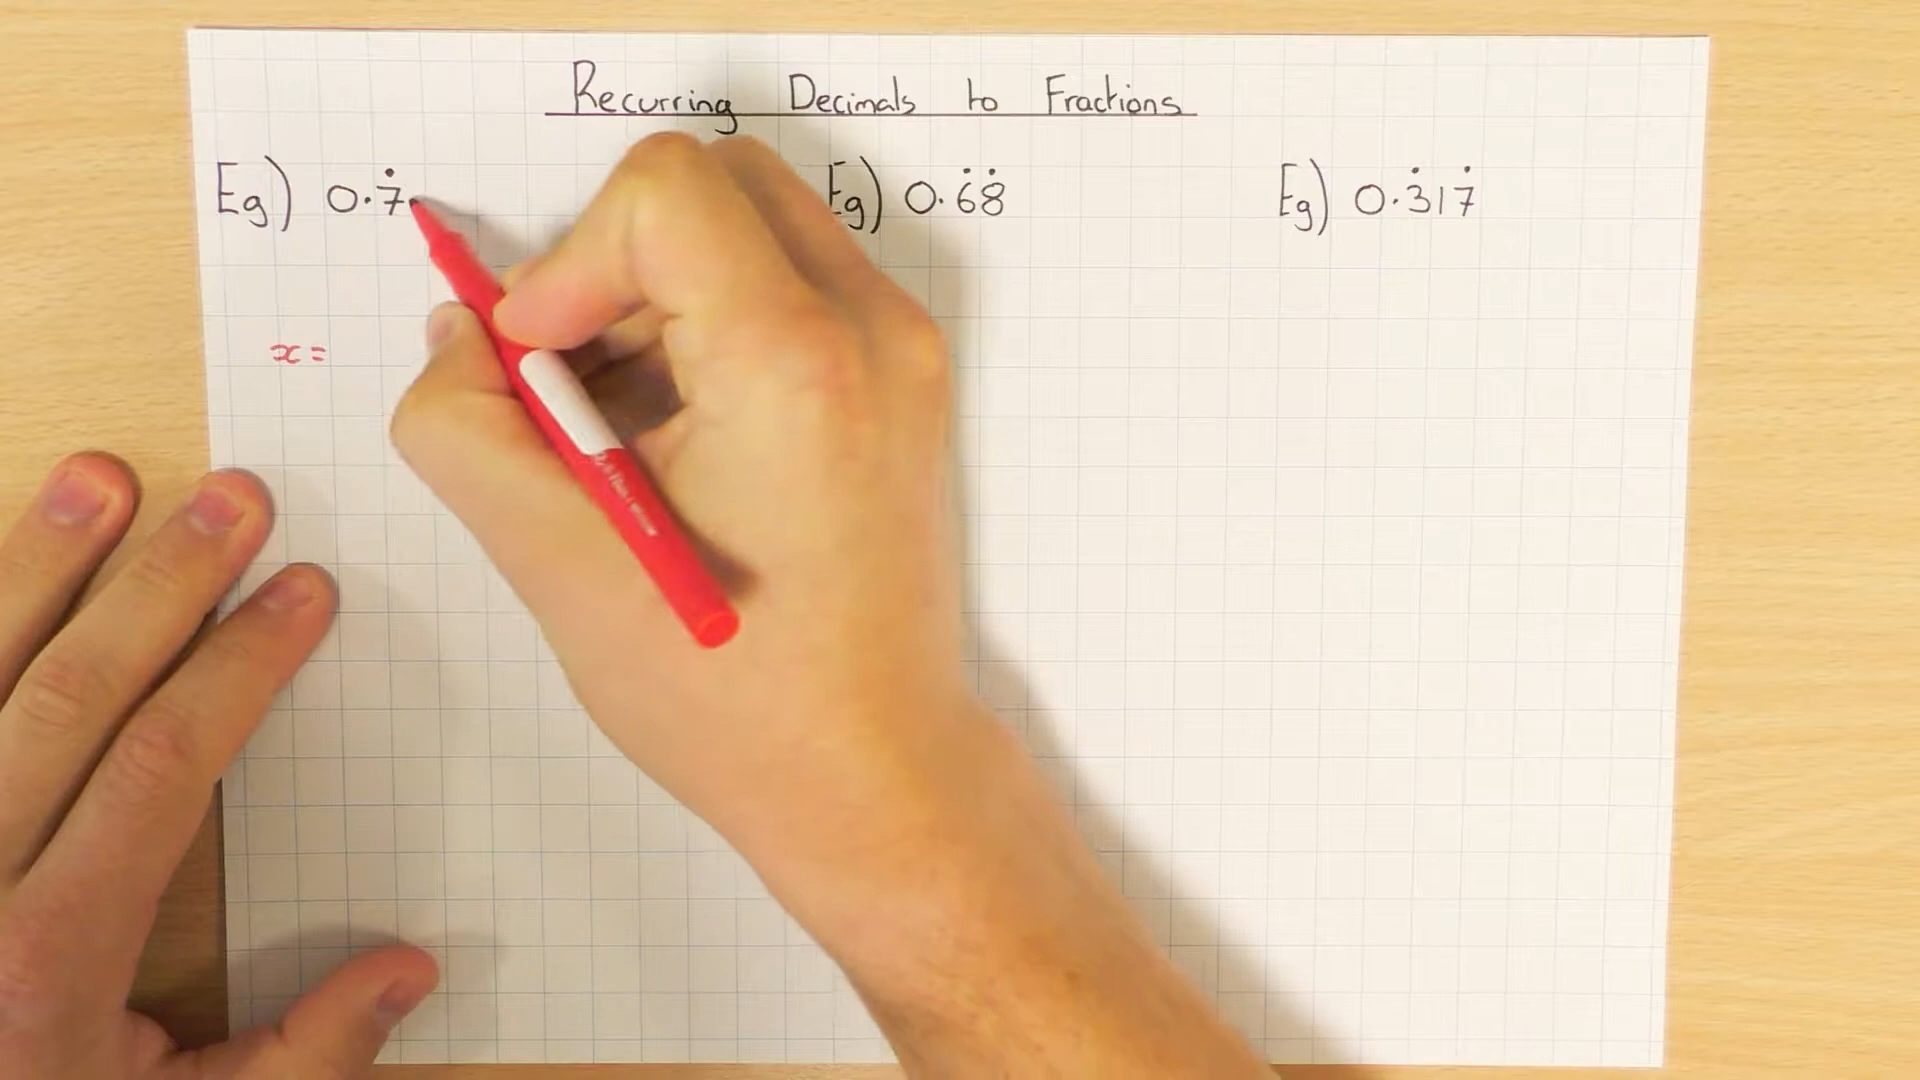 Recurring Decimals to Fractions
Eg) 0.7̇ Eg) 0.6̇8̇ Eg) 0.3̇17̇
x =